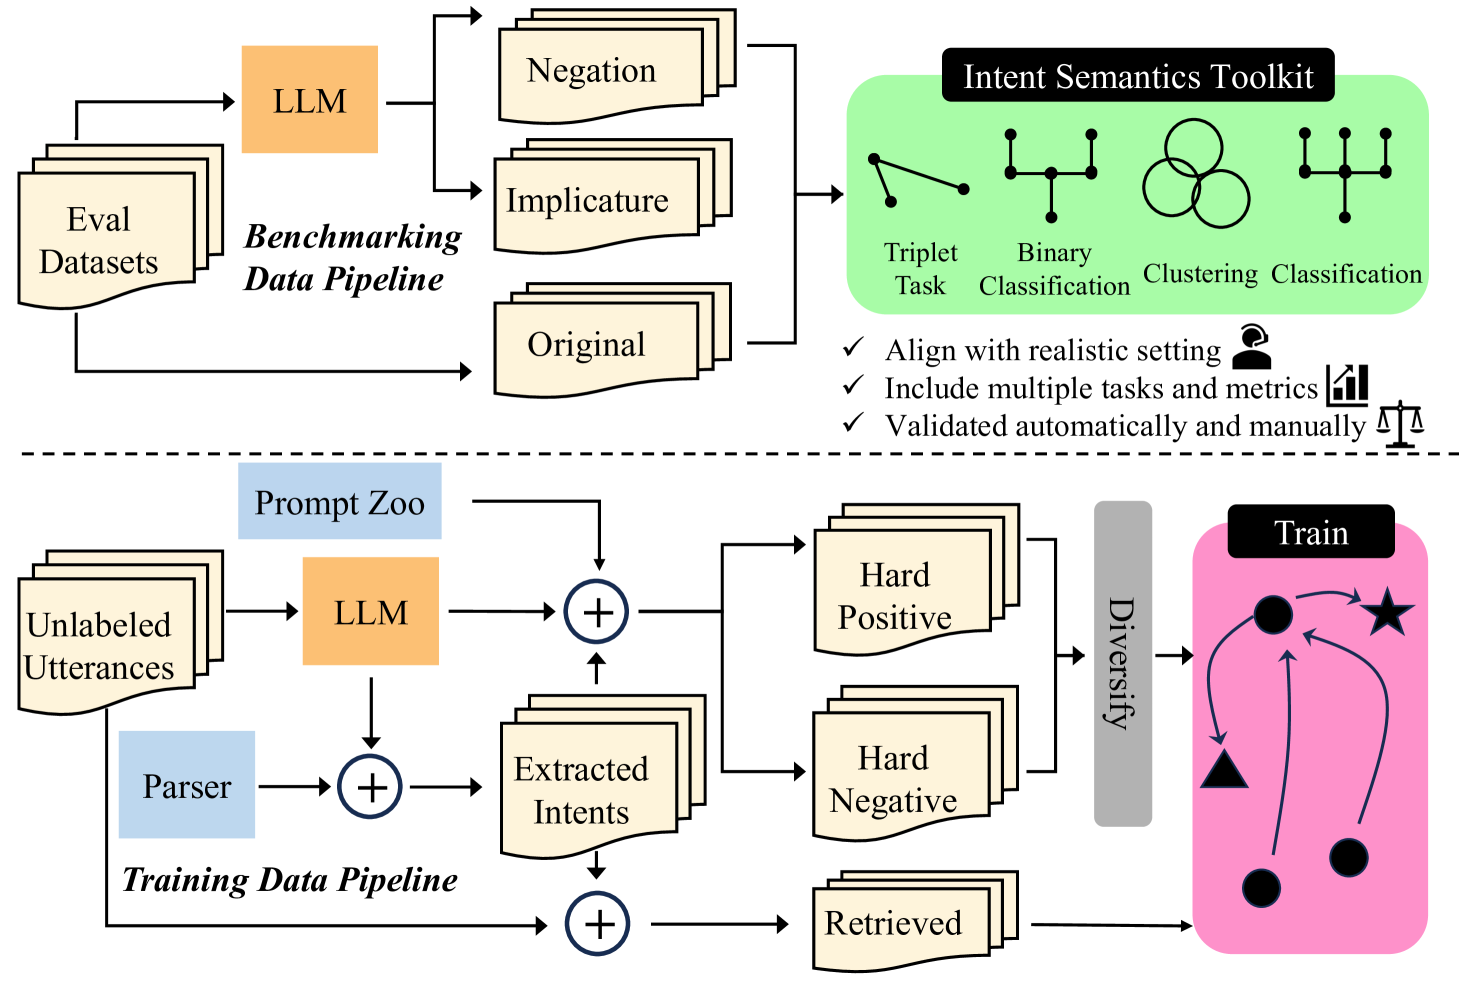 Negation
LLM
Intent Semantics Toolkit
Implicature
Eval
Datasets
Benchmarking
Data Pipeline
Original
Triplet
Task
Binary
Classification
Clustering
Classification
Align with realistic setting
Include multiple tasks and metrics
Validated automatically and manually
Prompt Zoo
Unlabeled
Utterances
LLM
Parser
Extracted
Intents
Training Data Pipeline
Hard
Positive
Hard
Negative
Retrieved
Diversify
Train